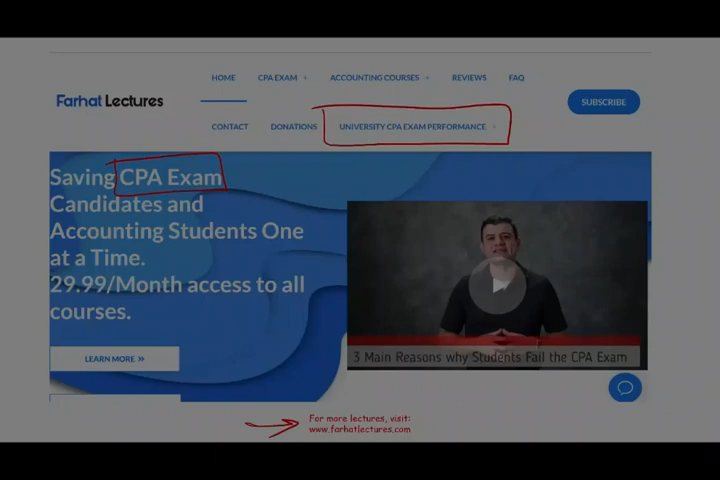 HOME
CPA EXAM
ACCOUNTING COURSES
REVIEWS
FAQ
Farhat Lectures
SUBSCRIBE
CONTACT
DONATIONS
UNIVERSITY CPA EXAM PERFORMANCE
Saving CPA Exam
Candidates and
Accounting Students One
at a Time.
29.99/Month access to all
courses.
LEARN MORE »
3 Main Reasons why Students Fail the CPA Exam
For more lectures, visit:
www.farhatlectures.com